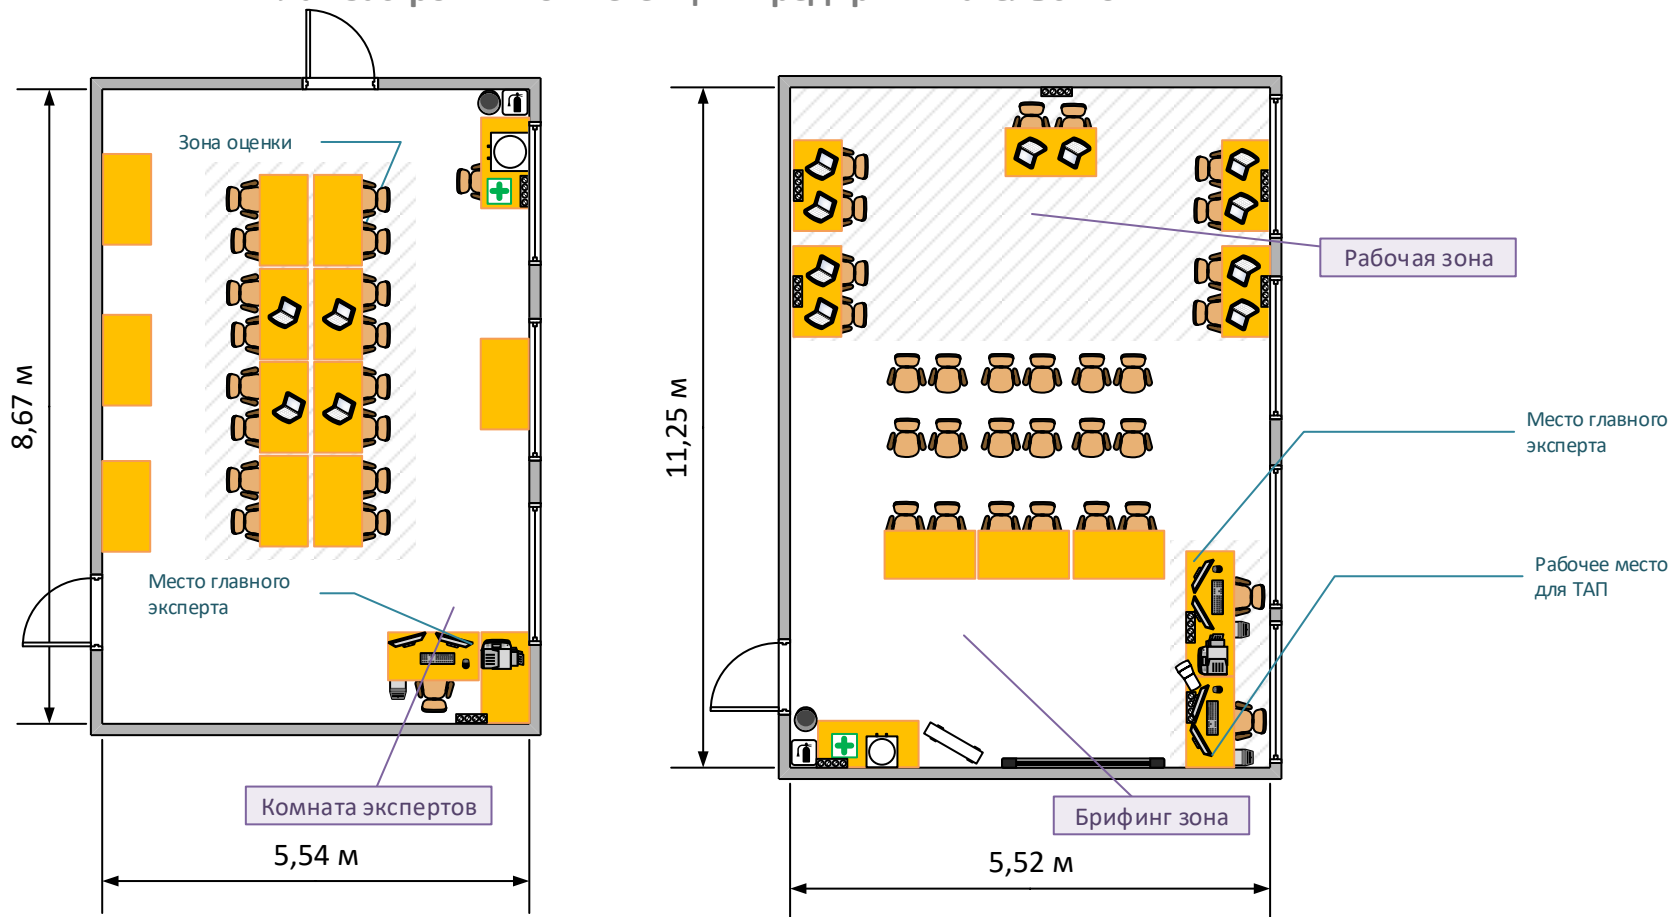 Зона оценки
8,67 м
Место главного
эксперта
Комната экспертов
5,54 м
Рабочая зона
11,25 м
Место главного
эксперта
Рабочее место
для ТАП
Брифинг зона
5,52 м